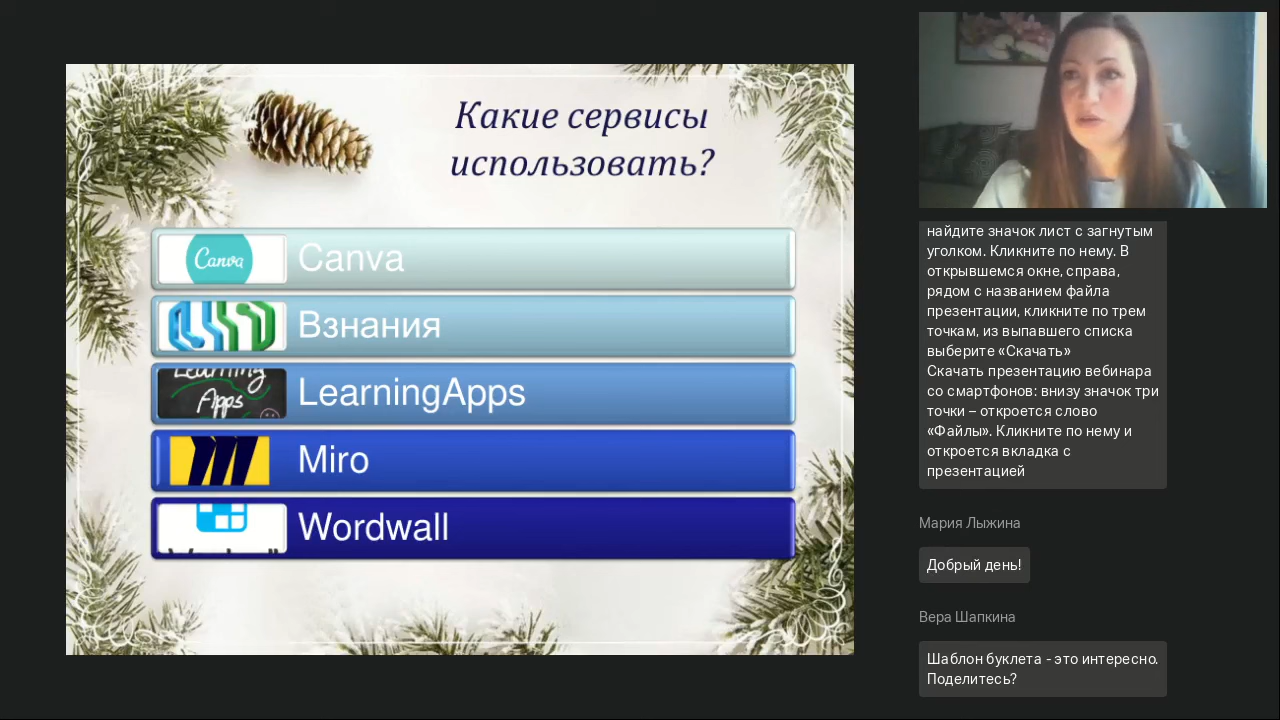 Какие сервисы
использовать?
Canva
Canva
Взнания
Learning
Apps
LearningApps
Miro
Wordwall
найдите значок лист с загнутым
уголком. Кликните по нему. В
открывшемся окне, справа,
рядом с названием файла
презентации, кликните по трем
точкам, из выпавшего списка
выберите «Скачать»
Скачать презентацию вебинара
со смартфонов: внизу значок три
точки – откроется слово
«Файлы». Кликните по нему и
откроется вкладка с
презентацией
Мария Лыжина
Добрый день!
Вера Шапкина
Шаблон буклета - это интересно.
Поделитесь?